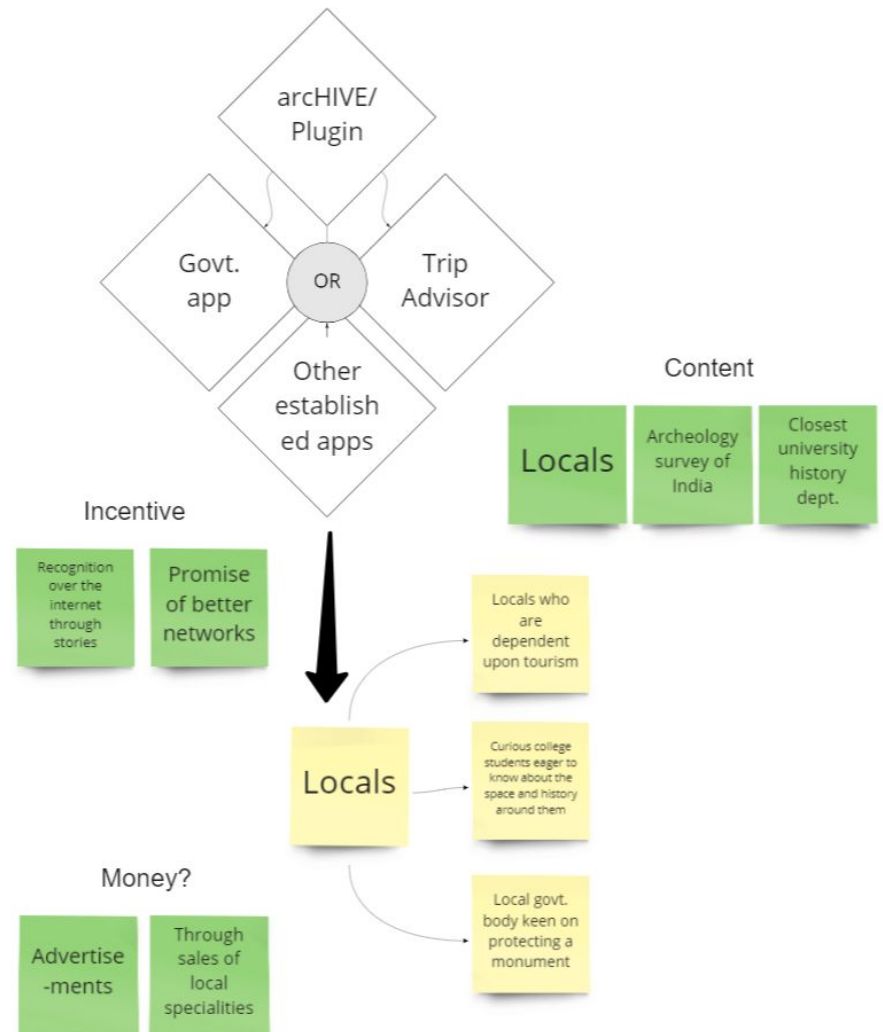 arcHIVE/
Plugin
Govt.
app
OR
Trip
Advisor
Other
establish
ed apps
Content
Locals
Archeology
survey of
India
Closest
university
history
dept.
Incentive
Recognition
over the
internet
through
stories
Promise
of better
networks
Locals who
are
dependent
upon tourism
Locals
Curious college
students eager to
know about the
space and history
around them
Local govt.
body keen on
protecting a
monument
Money?
Advertise
-ments
Through
sales of
local
specialities